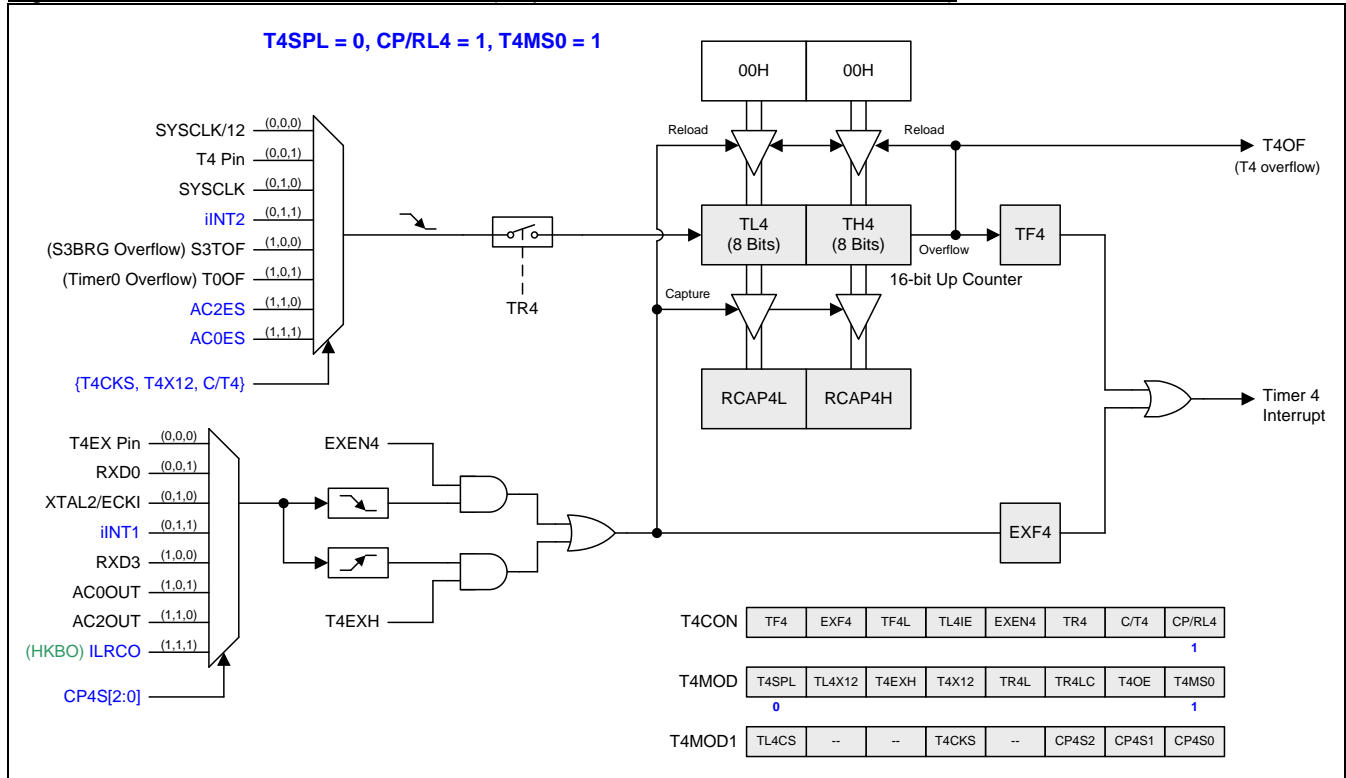 T4SPL = 0, CP/RL4 = 1, T4MS0 = 1
00H 00H
Reload Reload
SYSCLK/12 (0,0,0)
T4 Pin (0,0,1)
SYSCLK (0,1,0)
iINT2 (0,1,1)
(S3BRG Overflow) S3TOF (1,0,0)
(Timer0 Overflow) T0OF (1,0,1)
AC2ES (1,1,0)
AC0ES (1,1,1)
{T4CKS, T4X12, C/T4}
TR4
T4OF
(T4 overflow)
TL4
(8 Bits)
TH4
(8 Bits)
Overflow
TF4
16-bit Up Counter
Capture
RCAP4L RCAP4H
Timer 4
Interrupt
T4EX Pin (0,0,0)
RXD0 (0,0,1)
XTAL2/ECKI (0,1,0)
iINT1 (0,1,1)
RXD3 (1,0,0)
AC0OUT (1,0,1)
AC2OUT (1,1,0)
(HKBO) ILRCO (1,1,1)
CP4S[2:0]
EXEN4
T4EXH
EXF4
T4CON TF4 EXF4 TF4L TL4IE EXEN4 TR4 C/T4 CP/RL4
1
T4MOD T4SPL TL4X12 T4EXH T4X12 TR4L TR4LC T4OE T4MS0
0 1
T4MOD1 TL4CS -- -- T4CKS -- CP4S2 CP4S1 CP4S0